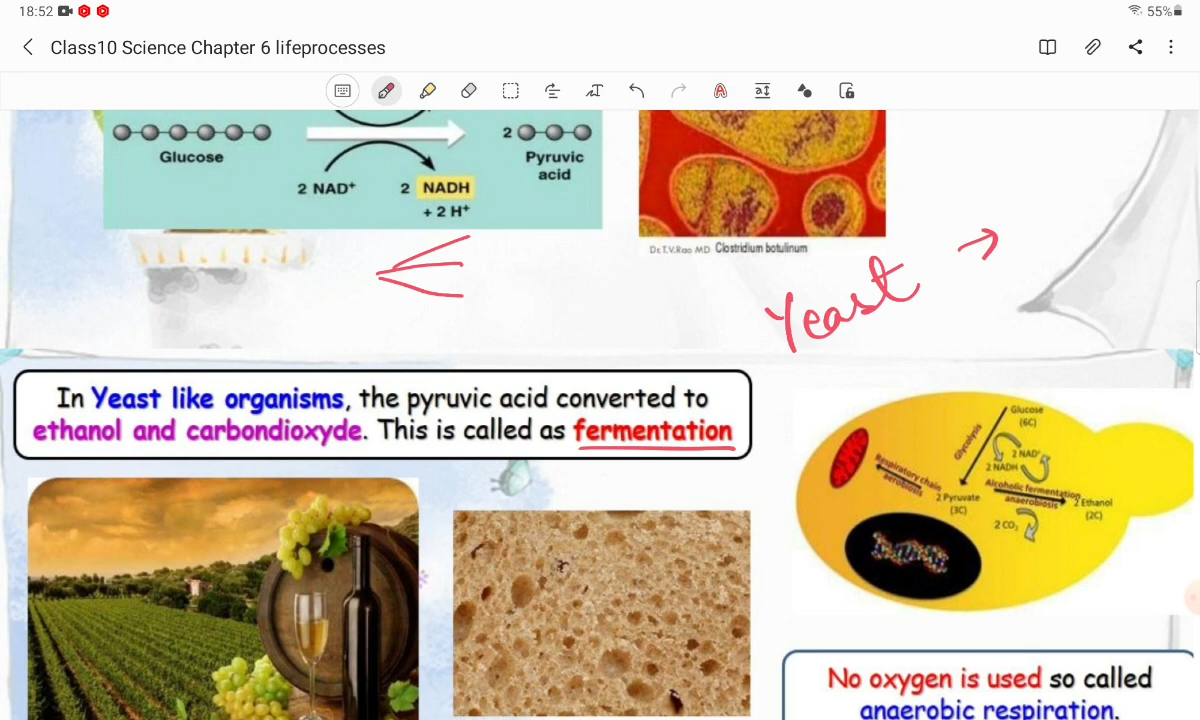 18:52
55%
Class10 Science Chapter 6 lifeprocesses
Glucose
2
Pyruvic
acid
2 NAD⁺
2 NADH
+ 2 H⁺
Dr.T.V.Rao MD Clostridium botulinum
Yeast →
In Yeast like organisms, the pyruvic acid converted to
ethanol and carbondioxyde. This is called as fermentation
Glucose
(6C)
Glycolysis
2 NAD⁺
2 NADH
Respiratory chain
aerobiosis
2 Pyruvate
(3C)
Alcoholic fermentation
anaerobiosis
2 Ethanol
(2C)
2 CO₂
No oxygen is used so called
anaerobic respiration.